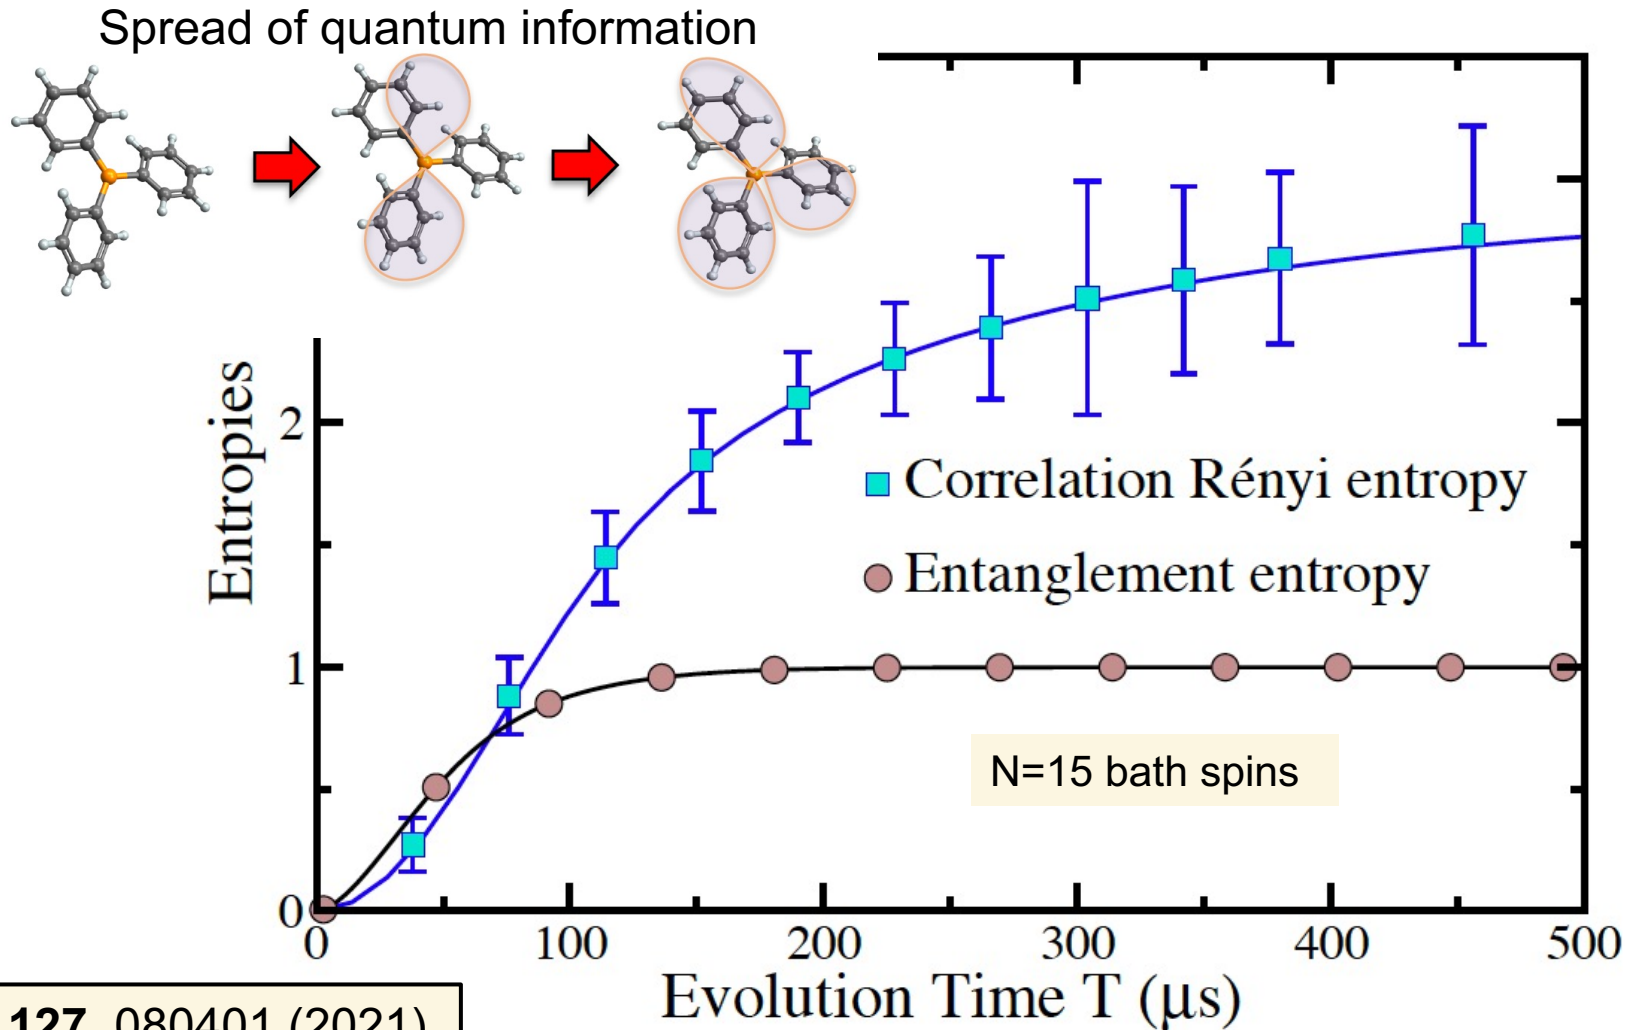 Spread of quantum information
Entropies
2
1
0
Correlation Rényi entropy
Entanglement entropy
N=15 bath spins
0 100 200 300 400 500
Evolution Time T (μs)
127, 080401 (2021)